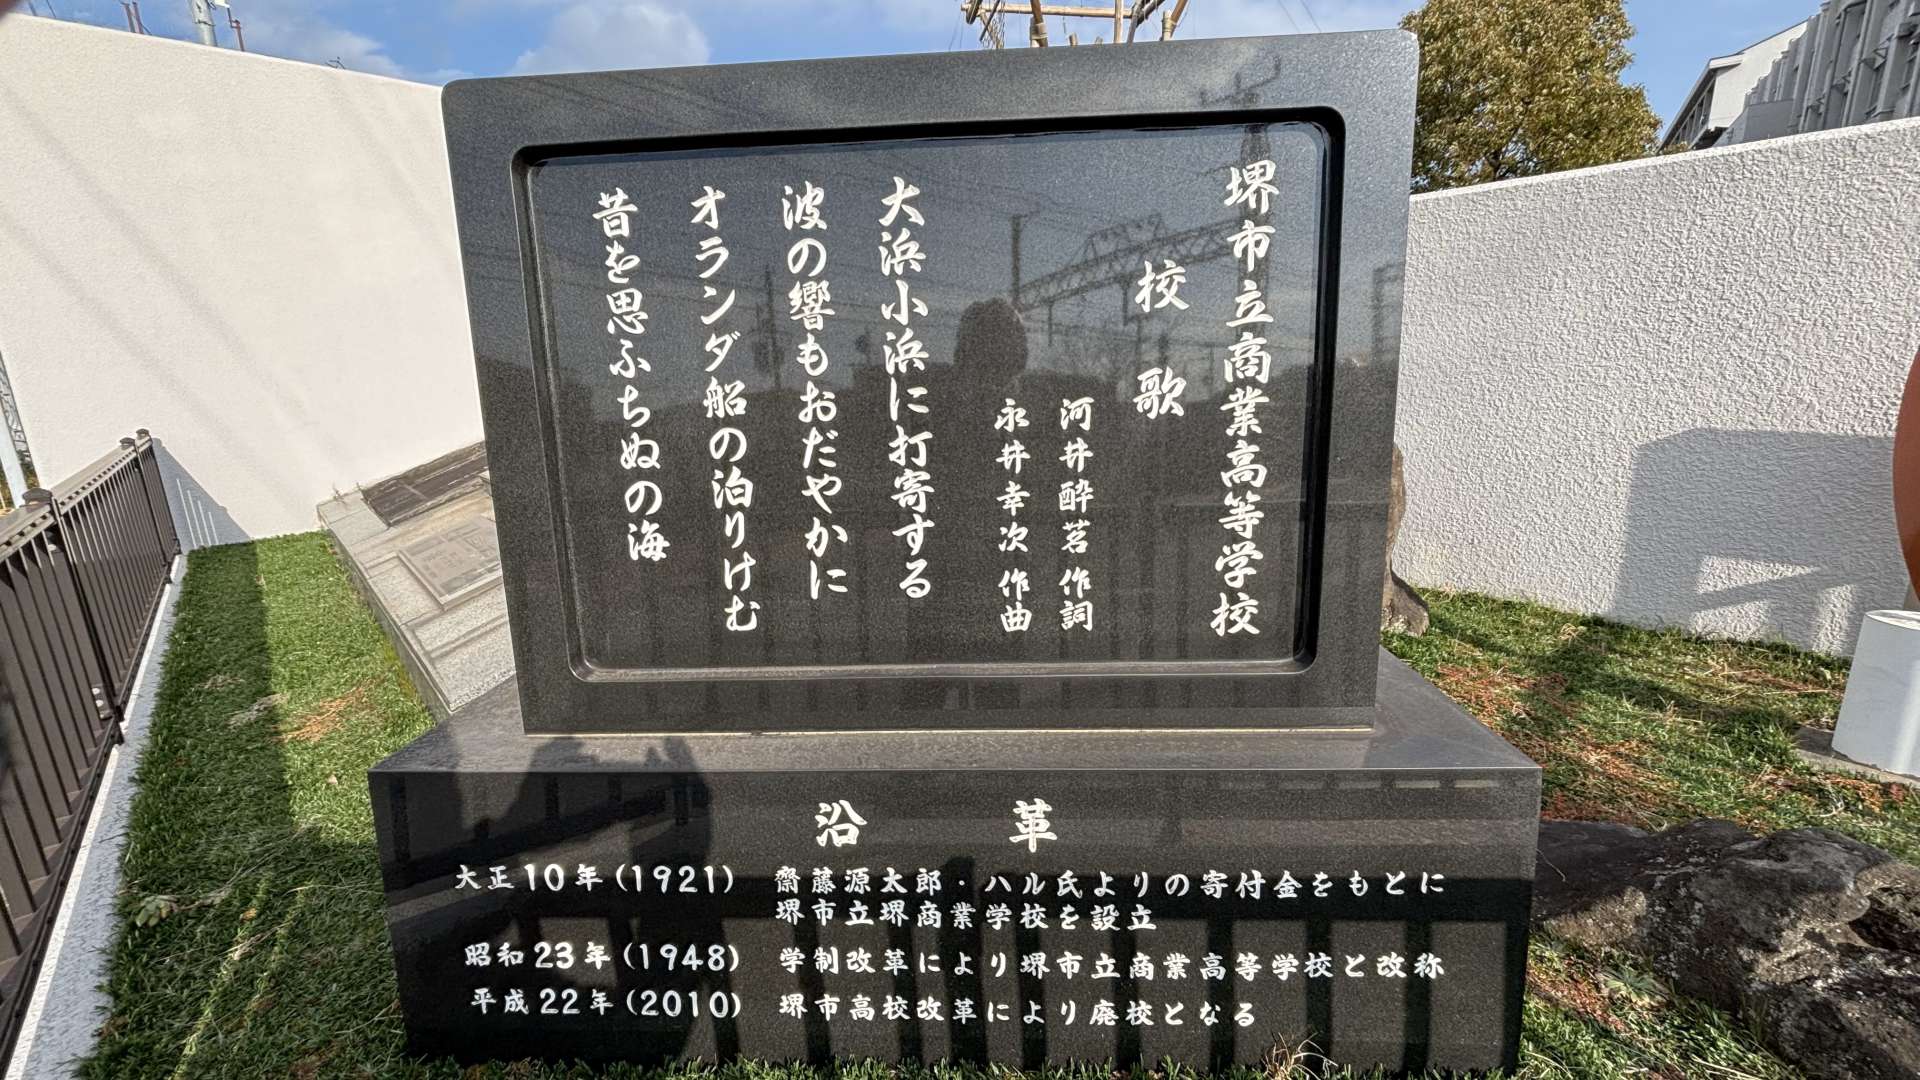 堺市立商業高等学校
校歌
河井酔茗 作詞
永井幸次 作曲
大浜小浜に打寄する
波の響もおだやかに
オランダ船の泊りけむ
昔を思ふちぬの海
沿革
大正10年(1921) 齋藤源太郎・ハル氏よりの寄付金をもとに
堺市立堺商業学校を設立
昭和23年(1948) 学制改革により堺市立商業高等学校と改称
平成22年(2010) 堺市高校改革により廃校となる